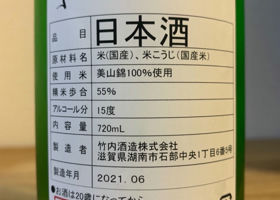 品目 日本酒
原材料名 米(国産)、米こうじ(国産米)
使用米 美山錦100%使用
精米歩合 55%
アルコール分 15度
内容量 720mL
製造者 竹内酒造株式会社
滋賀県湖南市石部中央1丁目6番5号
製造年月 2021.06
●お酒は20歳になってから